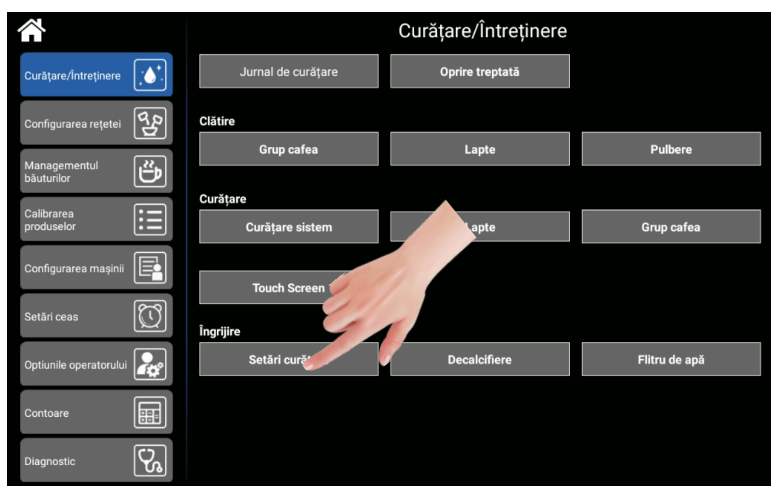 Curățare/Întreținere
Curățare/Întreținere
Jurnal de curățare
Oprire treptată
Configurarea rețetei
Clătire
Grup cafea
Lapte
Pulbere
Managementul
băuturilor
Curățare
Calibrarea
produselor
Curățare sistem
Grup cafea
Configurarea mașinii
Touch Screen
Setări ceas
Îngrijire
Optiunile operatorului
Setări
Decalcifiere
Flitru de apă
Contoare
Diagnostic